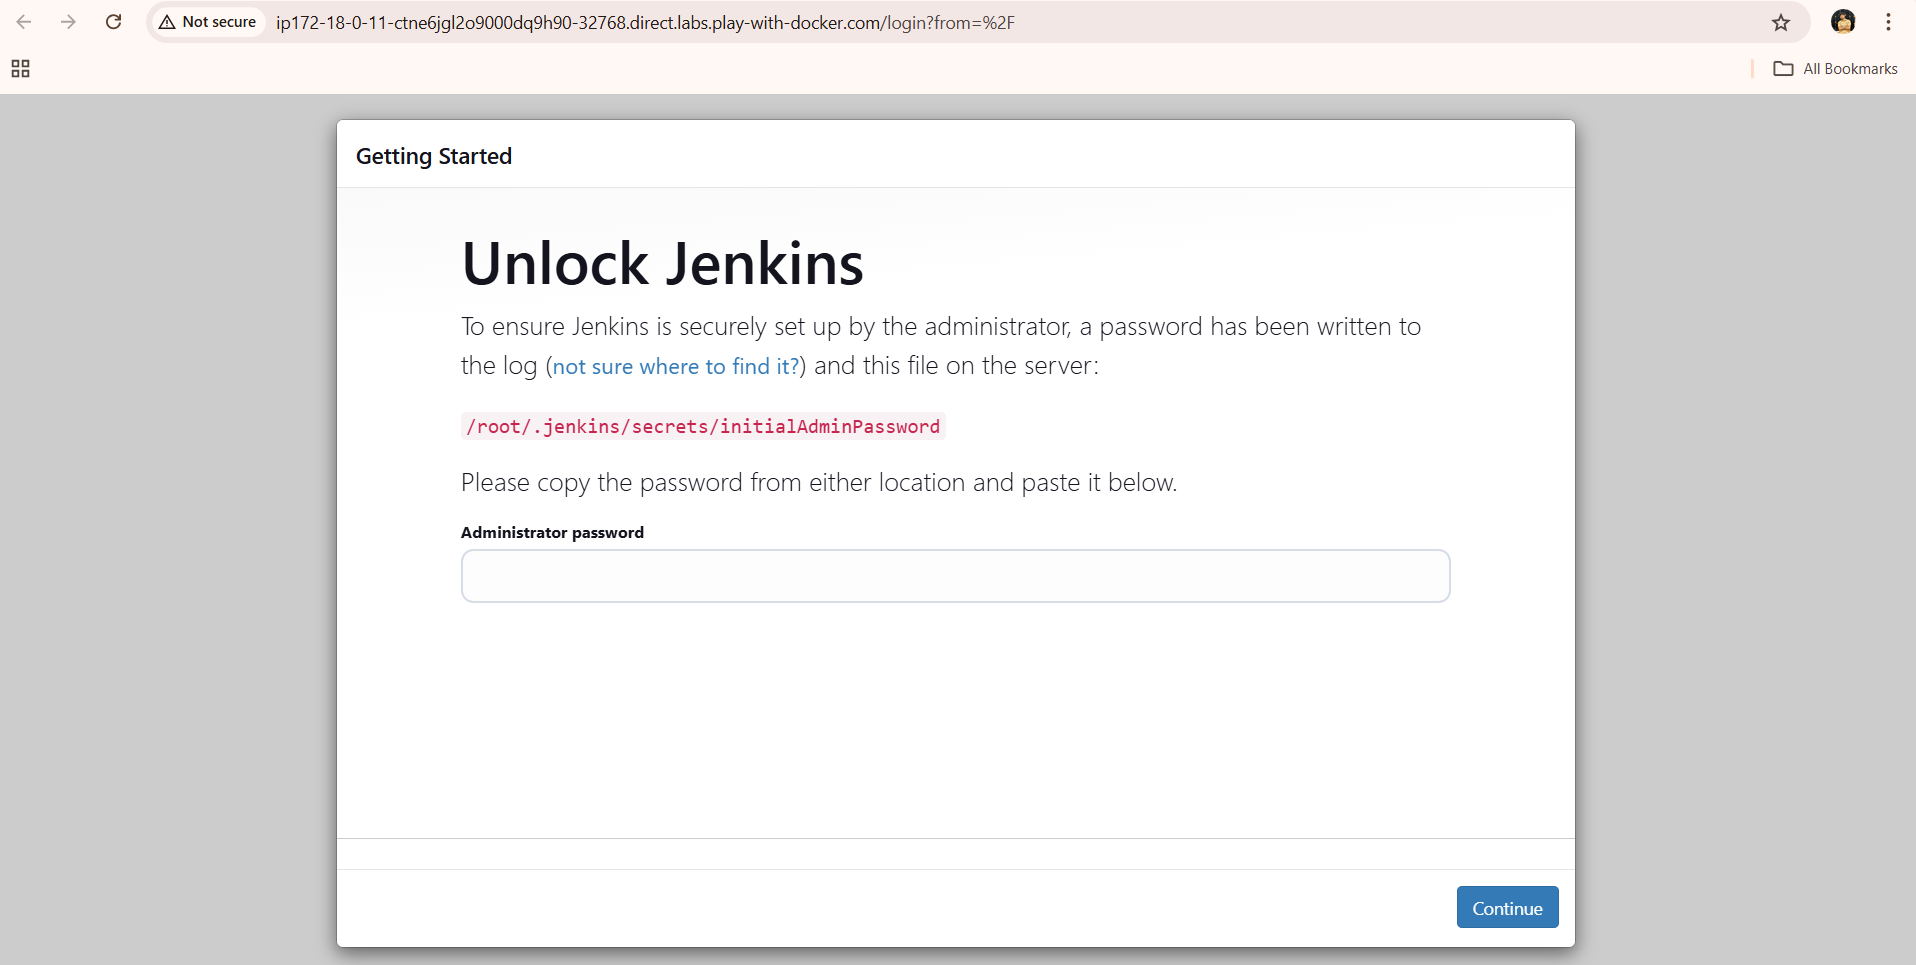 Not secure
ip172-18-0-11-ctne6jgl2o9000dq9h90-32768.direct.labs.play-with-docker.com/login?from=%2F
All Bookmarks
Getting Started
Unlock Jenkins
To ensure Jenkins is securely set up by the administrator, a password has been written to
the log (not sure where to find it?) and this file on the server:
/root/.jenkins/secrets/initialAdminPassword
Please copy the password from either location and paste it below.
Administrator password
Continue